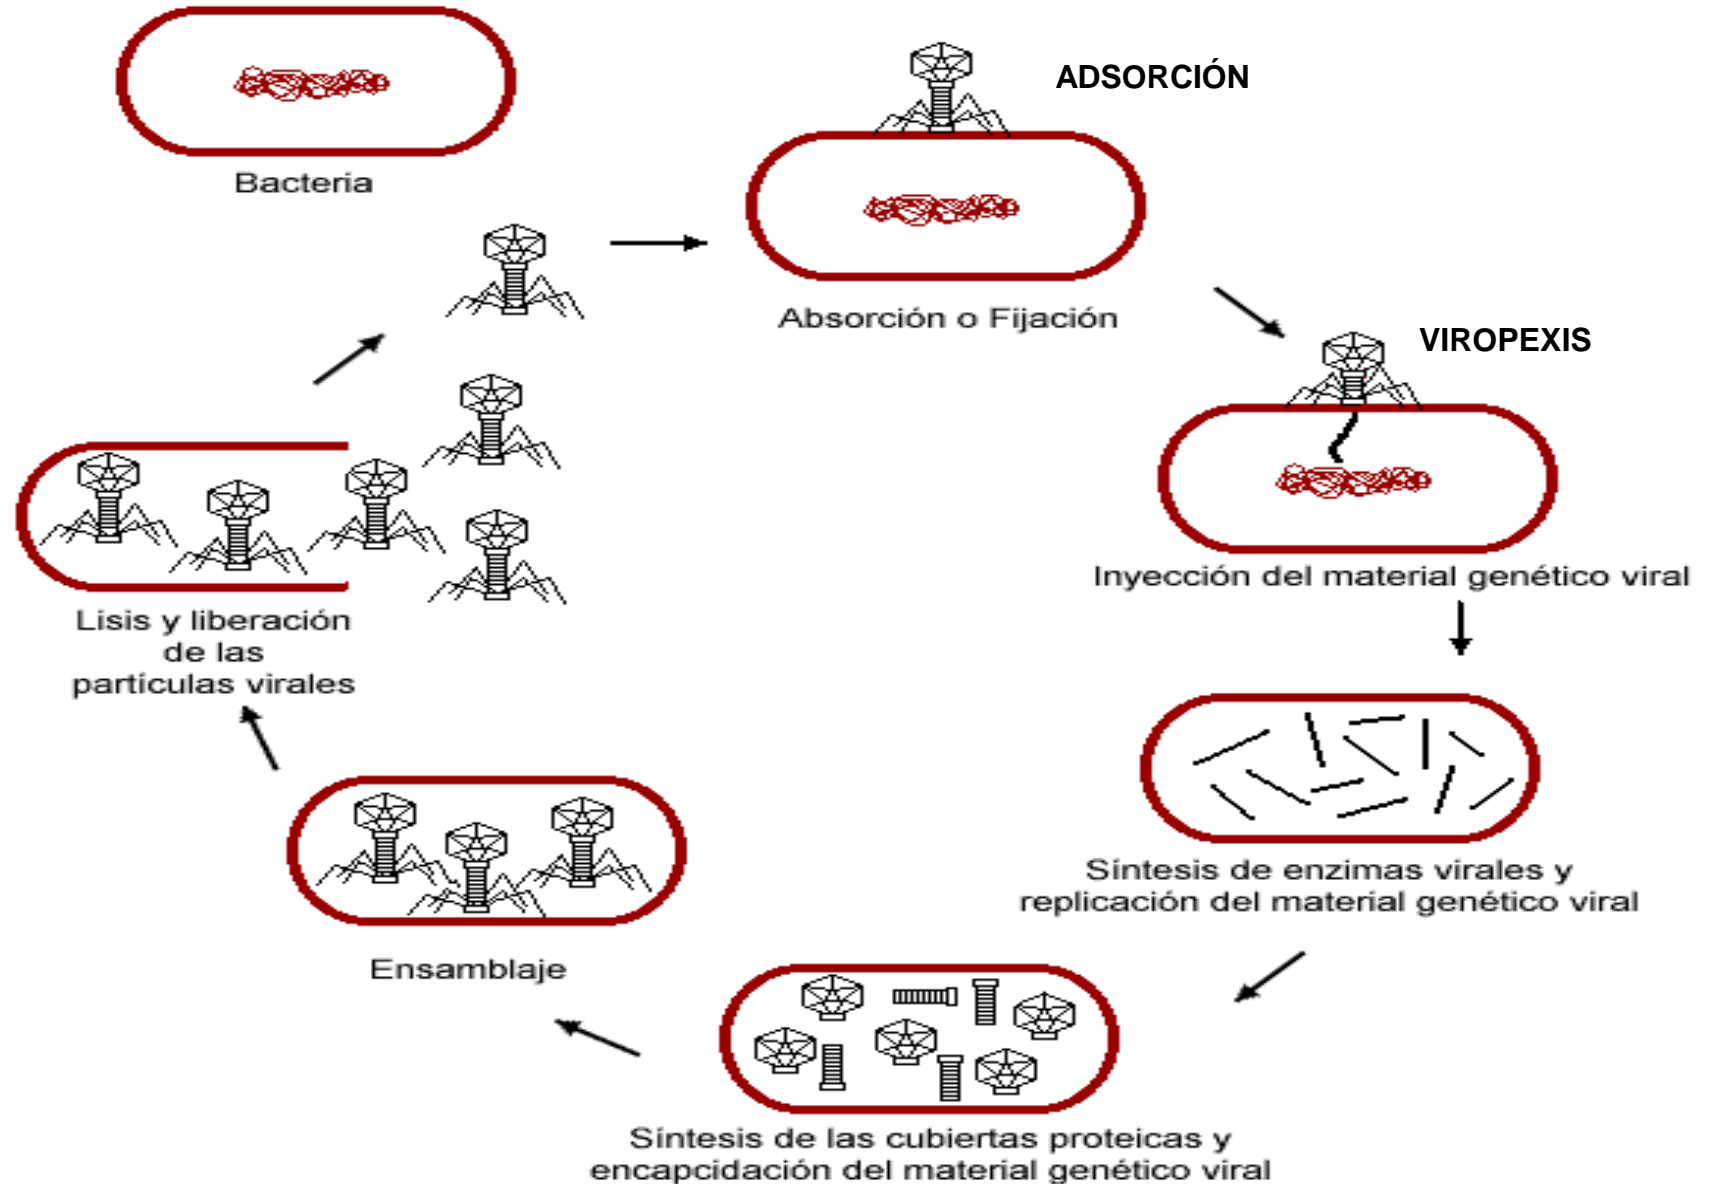 Bacteria
ADSORCIÓN
Absorción o Fijación
VIROPEXIS
Inyección del material genético viral
Síntesis de enzimas virales y
replicación del material genético viral
Síntesis de las cubiertas proteicas y
encapcidación del material genético viral
Ensamblaje
Lisis y liberación
de las
partículas virales